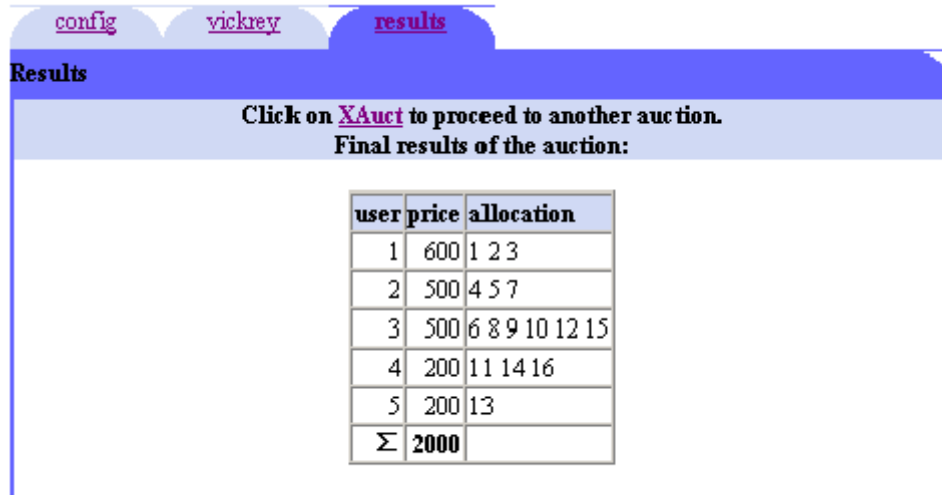 config vickrey results
Results
Click on XAuct to proceed to another auction.
Final results of the auction:
user price allocation
1 600 1 2 3
2 500 4 5 7
3 500 6 8 9 10 12 15
4 200 11 14 16
5 200 13
Σ 2000